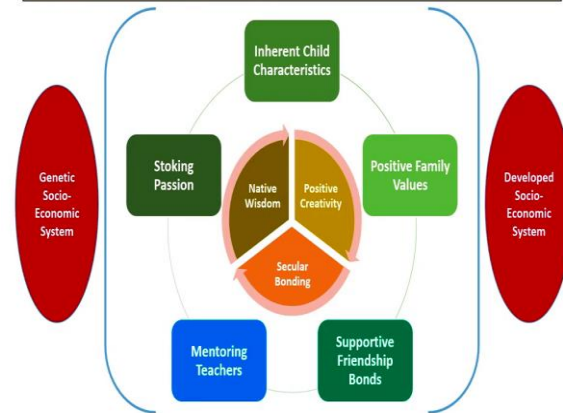 Inherent Child
Characteristics
Genetic
Socio-
Economic
System
Stoking
Passion
Native
Wisdom
Positive
Creativity
Positive Family
Values
Developed
Socio-
Economic
System
Secular
Bonding
Mentoring
Teachers
Supportive
Friendship
Bonds